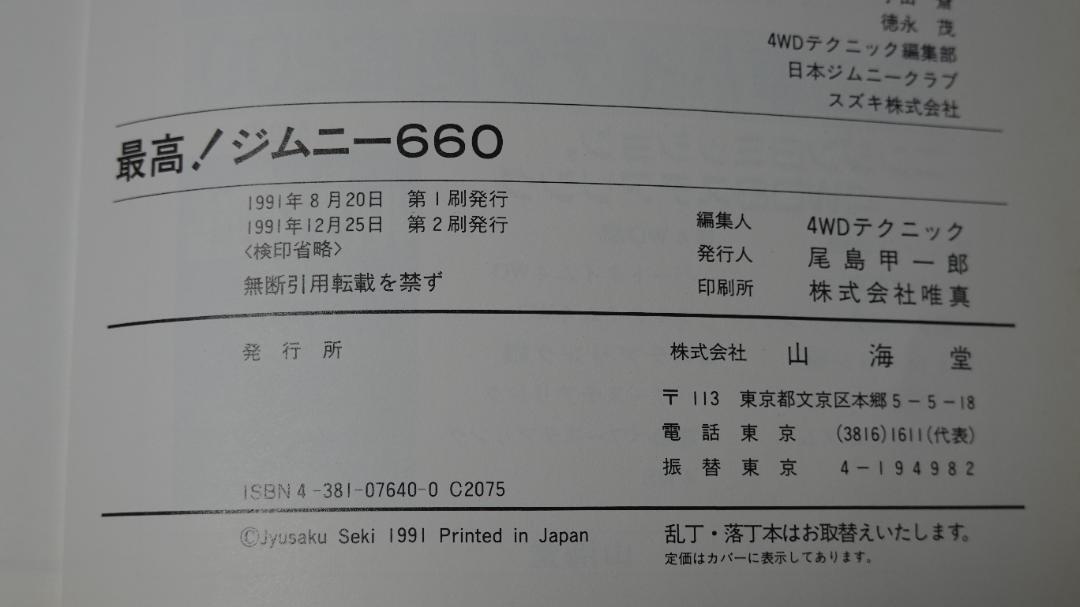 徳永 茂
4WDテクニック編集部
日本ジムニークラブ
スズキ株式会社
最高!ジムニー660
1991年8月20日 第1刷発行
1991年12月25日 第2刷発行
〈検印省略〉
無断引用転載を禁ず
編集人 4WDテクニック
発行人 尾島甲一郎
印刷所 株式会社唯真
発行所 株式会社 山海堂
〒113 東京都文京区本郷5-5-18
電話東京 (3816)1611(代表)
振替東京 4-194982
ISBN4-381-07640-0 C2075
©Jyusaku Seki 1991 Printed in Japan
乱丁・落丁本はお取替えいたします。
定価はカバーに表示してあります。